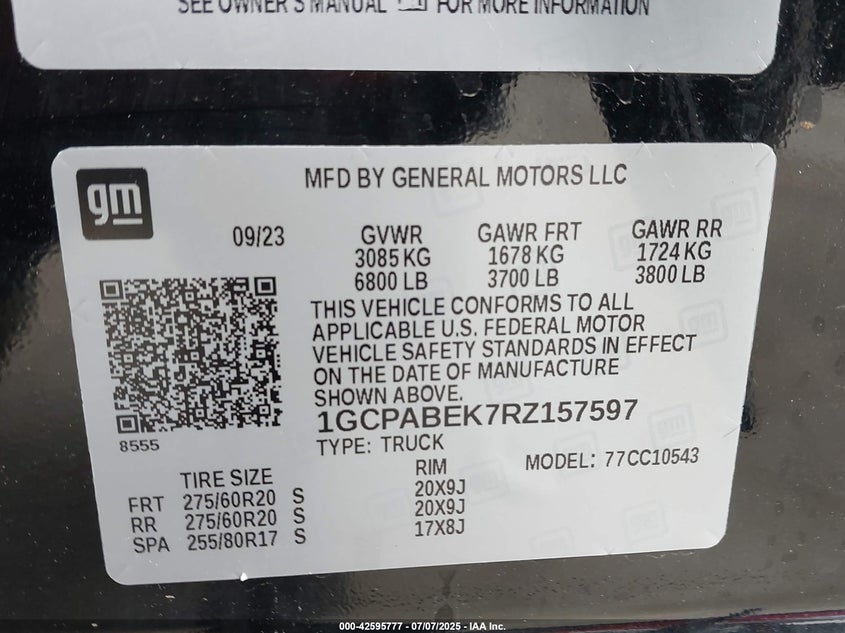 SEE OWNER'S MANUAL FOR MORE INFORMATION
gm
MFD BY GENERAL MOTORS LLC
09/23 GVWR GAWR FRT GAWR RR
3085 KG 1678 KG 1724 KG
6800 LB 3700 LB 3800 LB
THIS VEHICLE CONFORMS TO ALL
APPLICABLE U.S. FEDERAL MOTOR
VEHICLE SAFETY STANDARDS IN EFFECT
ON THE DATE OF MANUFACTURE
SHOWN ABOVE.
1GCPABEK7RZ157597
8555
TYPE: TRUCK
MODEL: 77CC10543
TIRE SIZE RIM
FRT 275/60R20 S 20X9J
RR 275/60R20 S 20X9J
SPA 255/80R17 S 17X8J
000-42595777 - 07/07/2025 - IAA Inc.